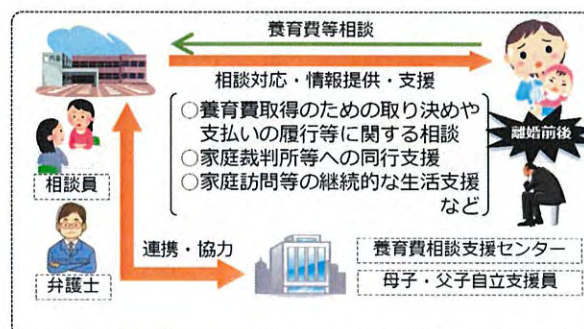 養育費等相談
相談対応・情報提供・支援
○養育費取得のための取り決めや
支払いの履行等に関する相談
○家庭裁判所等への同行支援
○家庭訪問等の継続的な生活支援
など
離婚前後
相談員
弁護士
連携・協力
養育費相談支援センター
母子・父子自立支援員